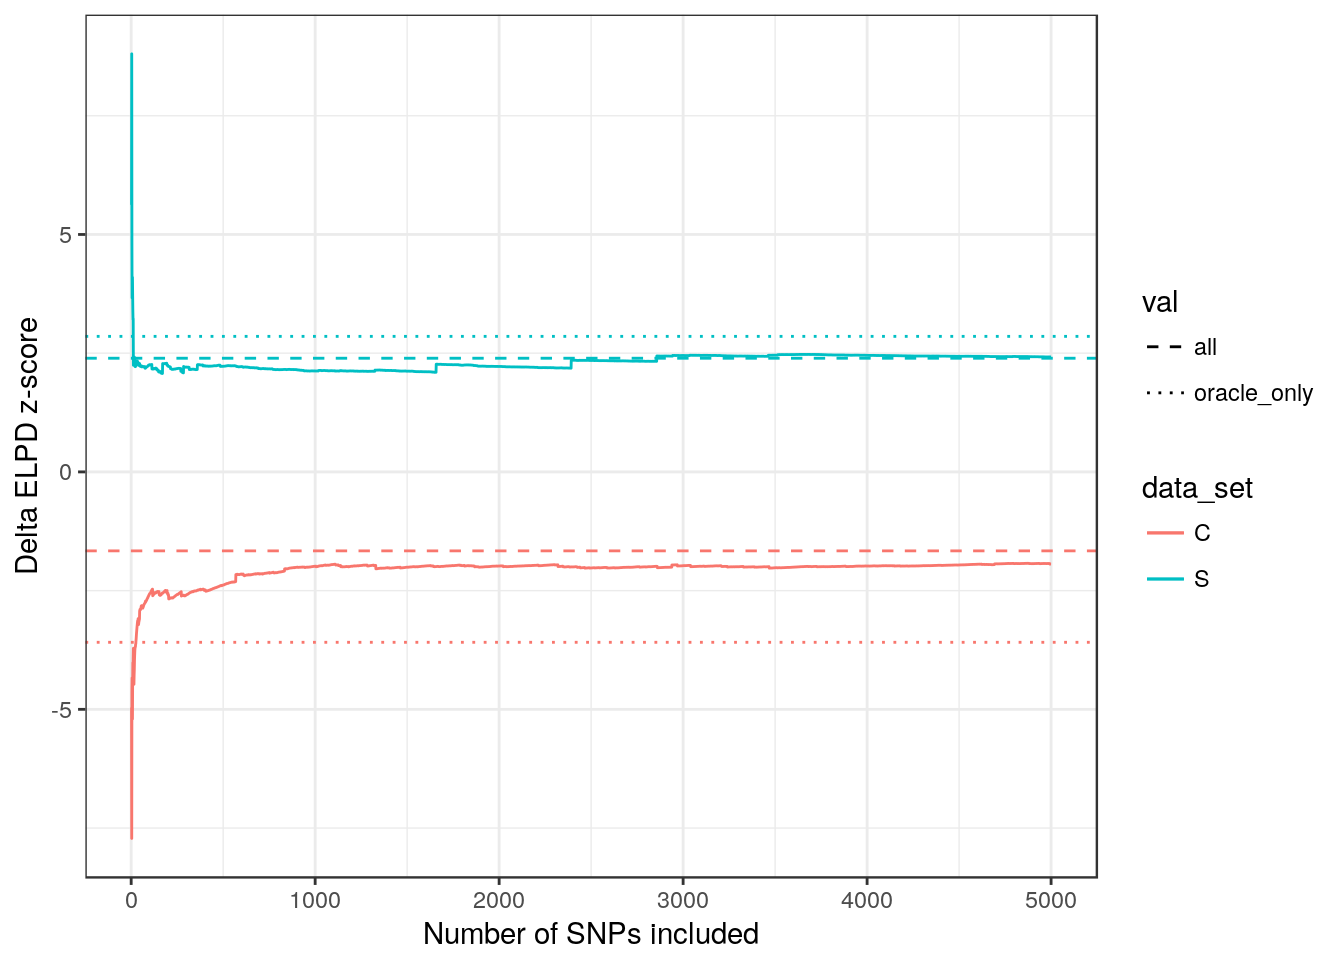 Delta ELPD z-score
5
0
-5
0
1000
2000
3000
4000
5000
Number of SNPs included
val
all
oracle_only
data_set
C
S